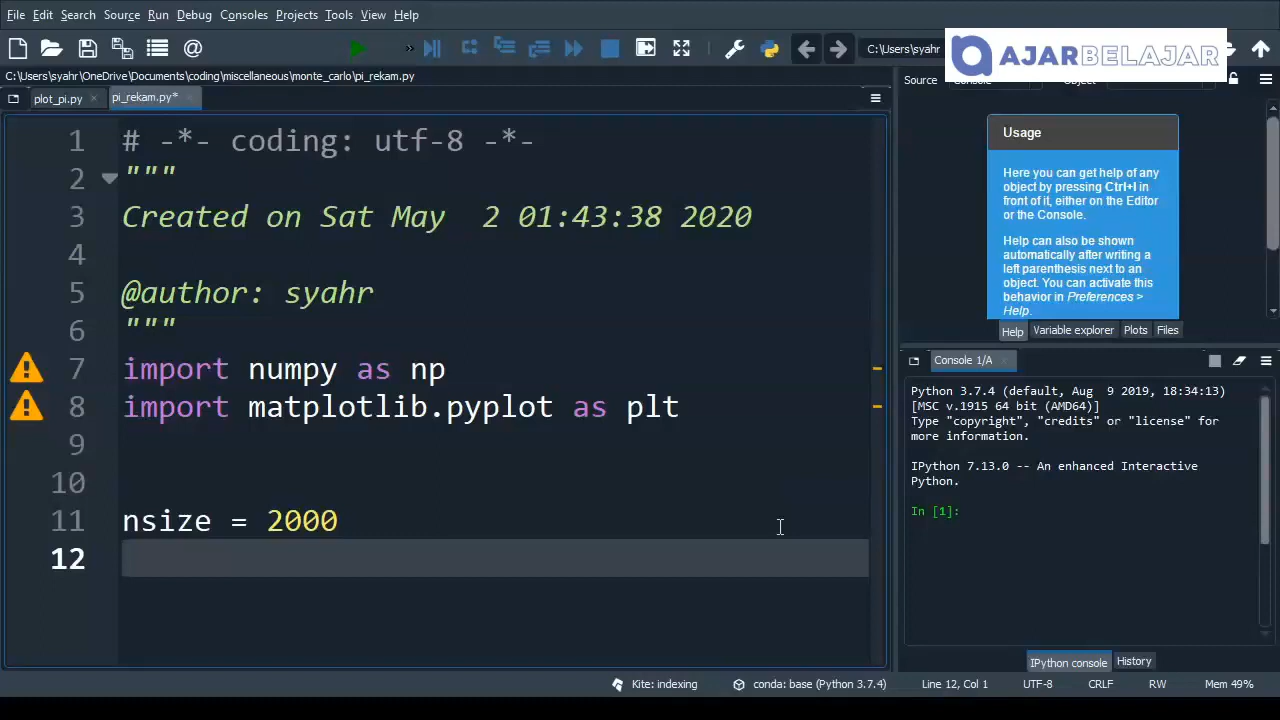 File Edit Search Source Run Debug Consoles Projects Tools View Help
C:\Users\syahr
AJARBELAJAR
C:\Users\syahr\OneDrive\Documents\coding\miscellaneous\monte_carlo\pi_rekam.py
Source Console Object
plot_pi.py
pi_rekam.py*
1 # -*- coding: utf-8 -*-
2 """
3 Created on Sat May  2 01:43:38 2020
4
5 @author: syahr
6 """
7 import numpy as np
8 import matplotlib.pyplot as plt
9
10
11 nsize = 2000
12
Usage
Here you can get help of any
object by pressing Ctrl+I in
front of it, either on the Editor
or the Console.
Help can also be shown
automatically after writing a
left parenthesis next to an
object. You can activate this
behavior in Preferences >
Help.
Help Variable explorer Plots Files
Console 1/A
Python 3.7.4 (default, Aug  9 2019, 18:34:13)
[MSC v.1915 64 bit (AMD64)]
Type "copyright", "credits" or "license" for
more information.
IPython 7.13.0 -- An enhanced Interactive
Python.
In [1]:
IPython console History
Kite: indexing conda: base (Python 3.7.4) Line 12, Col 1 UTF-8 CRLF RW Mem 49%